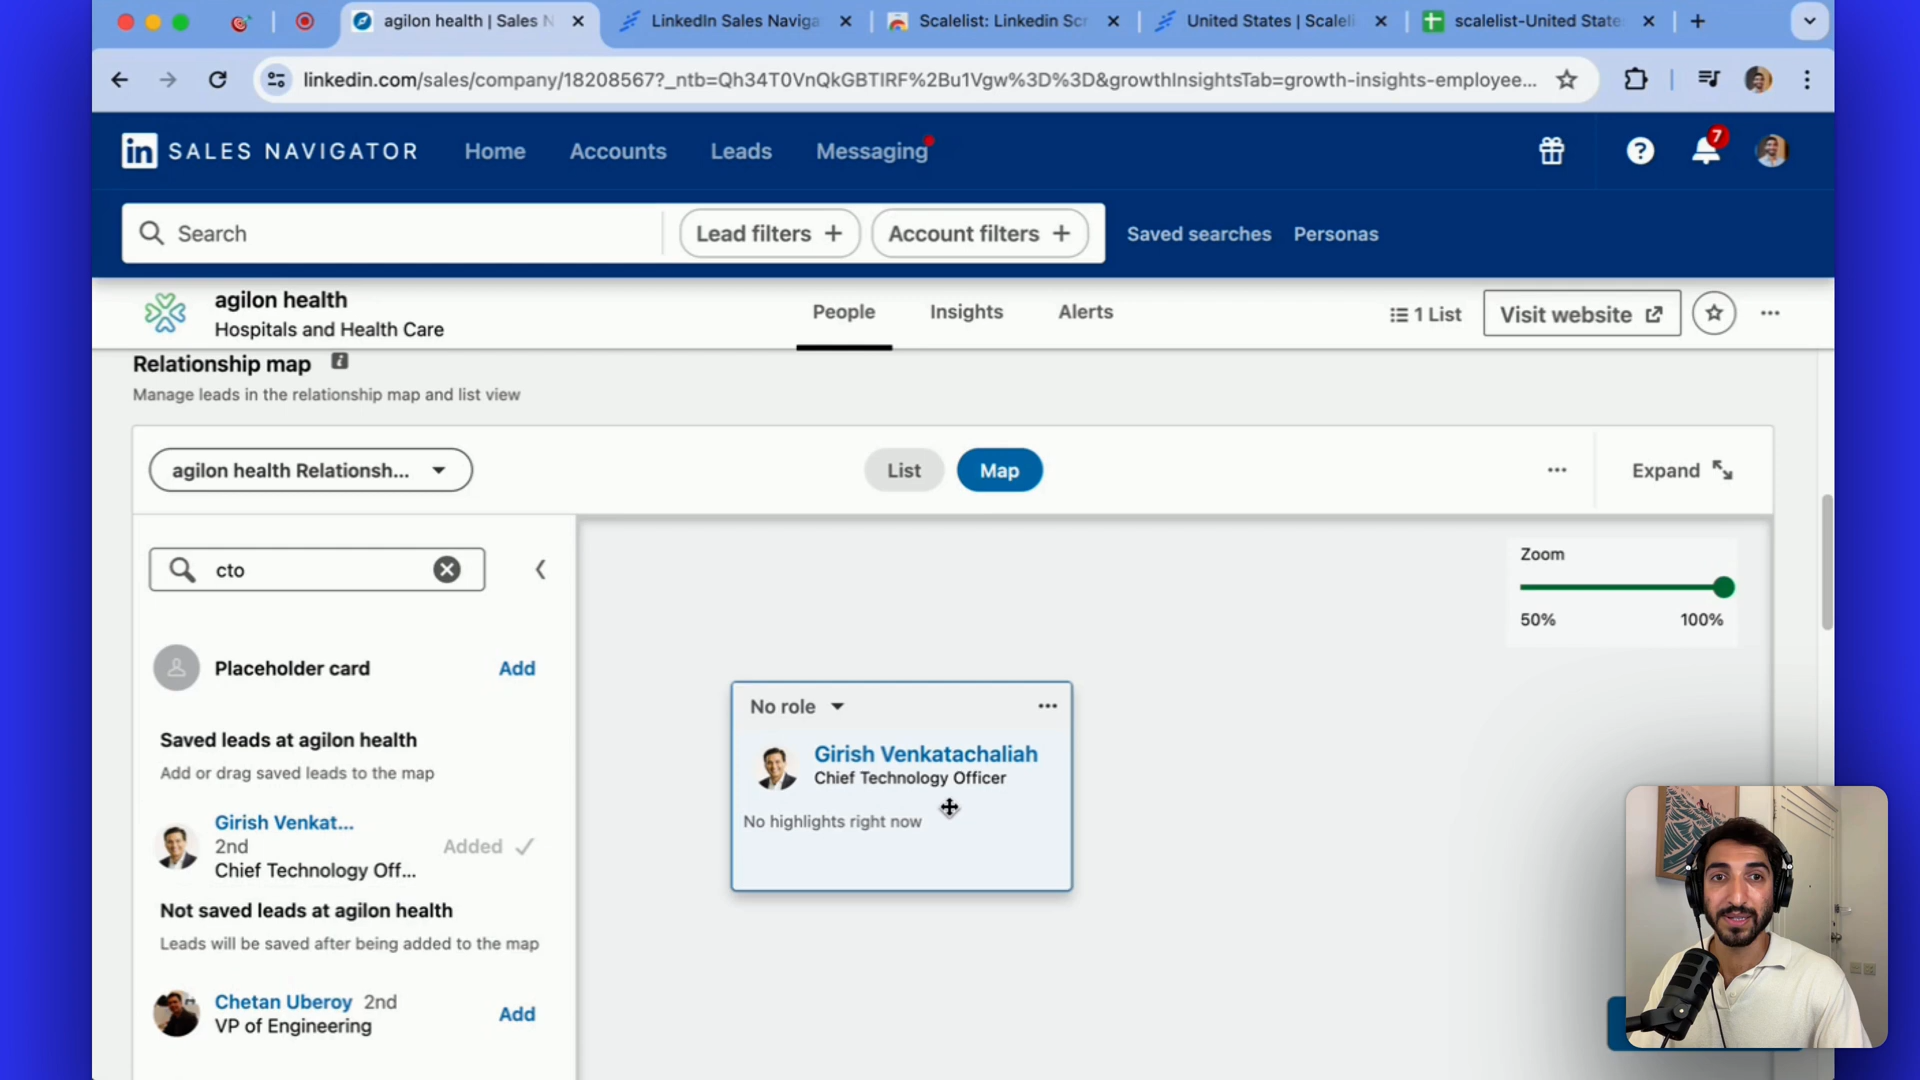 agilon health | Sales N
LinkedIn Sales Naviga
Scalelist: Linkedin Scr
United States | Scaleli
scalelist-United State
linkedin.com/sales/company/18208567?_ntb=Qh34T0VnQkGBTIRF%2Bu1Vgw%3D%3D&growthInsightsTab=growth-insights-employee...
in SALES NAVIGATOR
Home
Accounts
Leads
Messaging
7
Search
Lead filters +
Account filters +
Saved searches
Personas
agilon health
Hospitals and Health Care
People
Insights
Alerts
1 List
Visit website
Relationship map
Manage leads in the relationship map and list view
agilon health Relationsh...
List
Map
Expand
cto
Zoom
50%
100%
Placeholder card
Add
Saved leads at agilon health
Add or drag saved leads to the map
Girish Venkat...
2nd
Added
Chief Technology Off...
Not saved leads at agilon health
Leads will be saved after being added to the map
Chetan Uberoy 2nd
VP of Engineering
Add
No role
Girish Venkatachaliah
Chief Technology Officer
No highlights right now